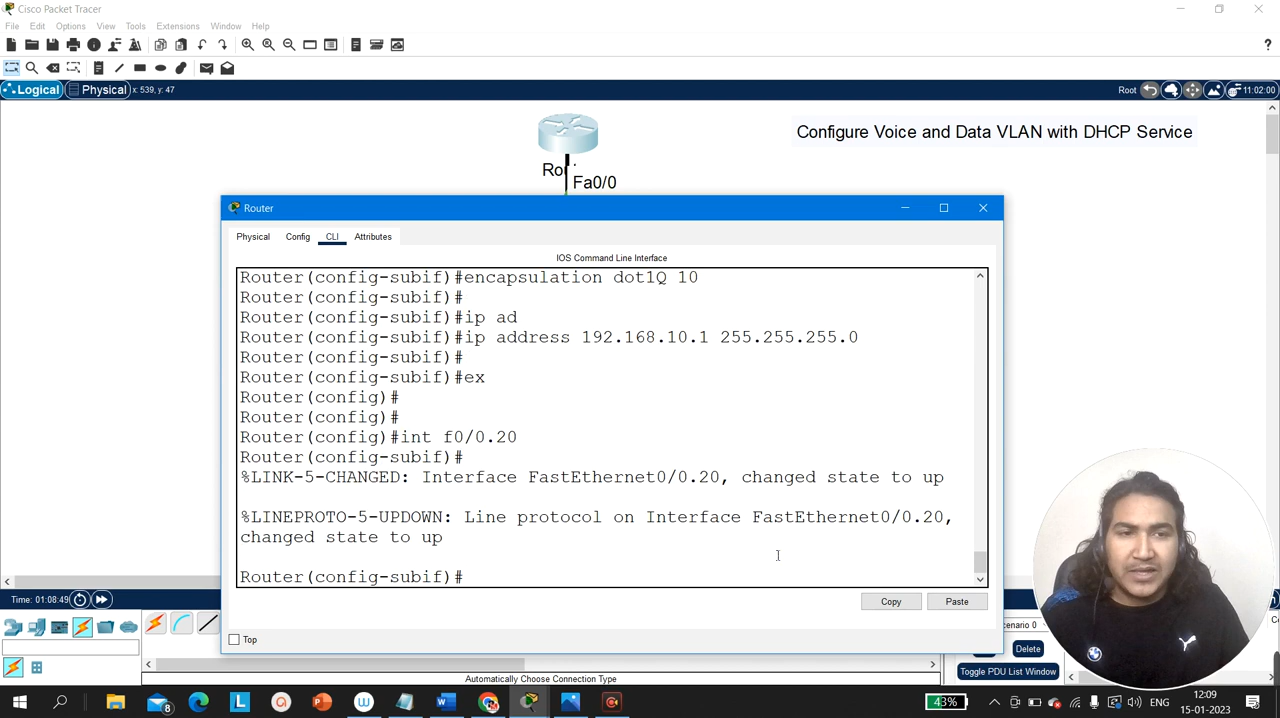 Cisco Packet Tracer
File Edit Options View Tools Extensions Window Help
Logical Physical x: 539, y: 47 Root 11:02:00
Configure Voice and Data VLAN with DHCP Service
Fa0/0
Router
Physical Config CLI Attributes
IOS Command Line Interface
Router(config-subif)#encapsulation dot1Q 10
Router(config-subif)#
Router(config-subif)#ip ad
Router(config-subif)#ip address 192.168.10.1 255.255.255.0
Router(config-subif)#
Router(config-subif)#ex
Router(config)#
Router(config)#
Router(config)#int f0/0.20
Router(config-subif)#
%LINK-5-CHANGED: Interface FastEthernet0/0.20, changed state to up
%LINEPROTO-5-UPDOWN: Line protocol on Interface FastEthernet0/0.20,
changed state to up
Router(config-subif)#
Copy Paste
Top
Time: 01:08:49
cenario 0
Delete
Toggle PDU List Window
Automatically Choose Connection Type
43% ENG 12:09
15-01-2023